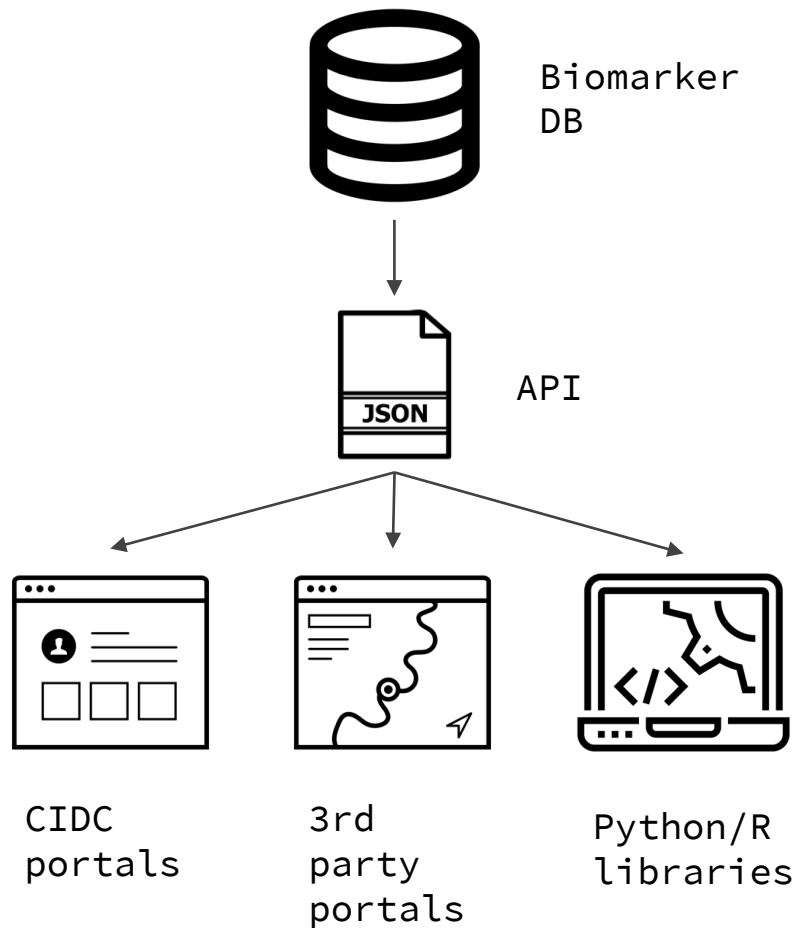 Biomarker
DB
JSON
API
</>
CIDC
portals
3rd
party
portals
Python/R
libraries